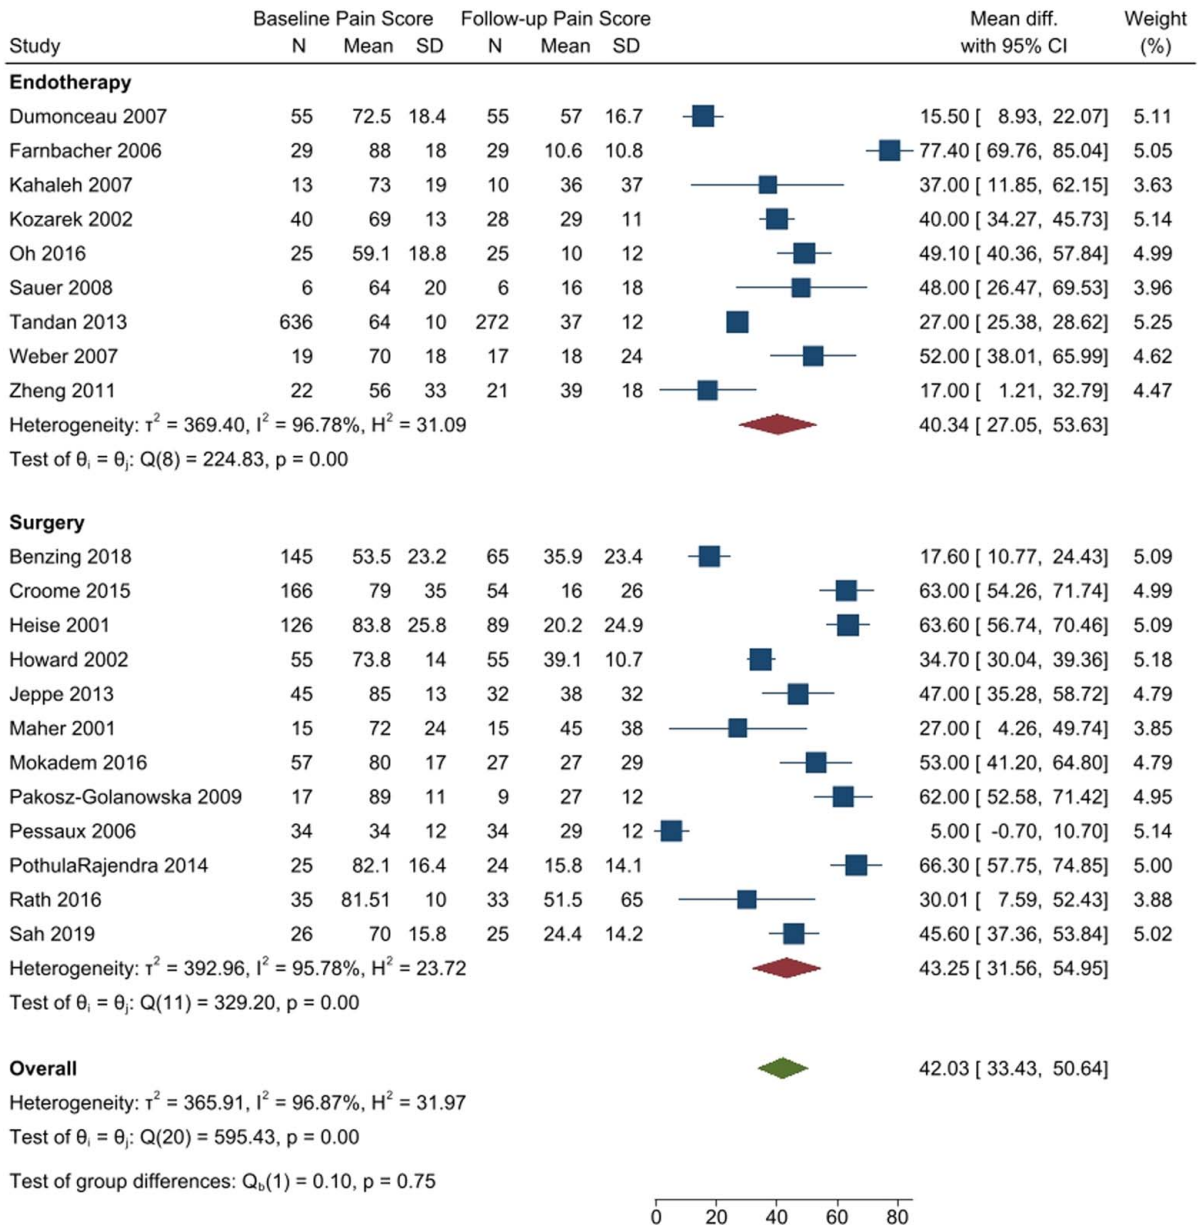 Baseline Pain Score Follow-up Pain Score Mean diff. Weight
Study N Mean SD N Mean SD with 95% CI (%)
Endotherapy
Dumonceau 2007 55 72.5 18.4 55 57 16.7 15.50 [ 8.93, 22.07] 5.11
Farnbacher 2006 29 88 18 29 10.6 10.8 77.40 [ 69.76, 85.04] 5.05
Kahaleh 2007 13 73 19 10 36 37 37.00 [ 11.85, 62.15] 3.63
Kozarek 2002 40 69 13 28 29 11 40.00 [ 34.27, 45.73] 5.14
Oh 2016 25 59.1 18.8 25 10 12 49.10 [ 40.36, 57.84] 4.99
Sauer 2008 6 64 20 6 16 18 48.00 [ 26.47, 69.53] 3.96
Tandan 2013 636 64 10 272 37 12 27.00 [ 25.38, 28.62] 5.25
Weber 2007 19 70 18 17 18 24 52.00 [ 38.01, 65.99] 4.62
Zheng 2011 22 56 33 21 39 18 17.00 [ 1.21, 32.79] 4.47
Heterogeneity: τ² = 369.40, I² = 96.78%, H² = 31.09 40.34 [ 27.05, 53.63]
Test of θᵢ = θⱼ: Q(8) = 224.83, p = 0.00
Surgery
Benzing 2018 145 53.5 23.2 65 35.9 23.4 17.60 [ 10.77, 24.43] 5.09
Croome 2015 166 79 35 54 16 26 63.00 [ 54.26, 71.74] 4.99
Heise 2001 126 83.8 25.8 89 20.2 24.9 63.60 [ 56.74, 70.46] 5.09
Howard 2002 55 73.8 14 55 39.1 10.7 34.70 [ 30.04, 39.36] 5.18
Jeppe 2013 45 85 13 32 38 32 47.00 [ 35.28, 58.72] 4.79
Maher 2001 15 72 24 15 45 38 27.00 [ 4.26, 49.74] 3.85
Mokadem 2016 57 80 17 27 27 29 53.00 [ 41.20, 64.80] 4.79
Pakosz-Golanowska 2009 17 89 11 9 27 12 62.00 [ 52.58, 71.42] 4.95
Pessaux 2006 34 34 12 34 29 12 5.00 [ -0.70, 10.70] 5.14
PothulaRajendra 2014 25 82.1 16.4 24 15.8 14.1 66.30 [ 57.75, 74.85] 5.00
Rath 2016 35 81.51 10 33 51.5 65 30.01 [ 7.59, 52.43] 3.88
Sah 2019 26 70 15.8 25 24.4 14.2 45.60 [ 37.36, 53.84] 5.02
Heterogeneity: τ² = 392.96, I² = 95.78%, H² = 23.72 43.25 [ 31.56, 54.95]
Test of θᵢ = θⱼ: Q(11) = 329.20, p = 0.00
Overall 42.03 [ 33.43, 50.64]
Heterogeneity: τ² = 365.91, I² = 96.87%, H² = 31.97
Test of θᵢ = θⱼ: Q(20) = 595.43, p = 0.00
Test of group differences: Q_b(1) = 0.10, p = 0.75
0 20 40 60 80